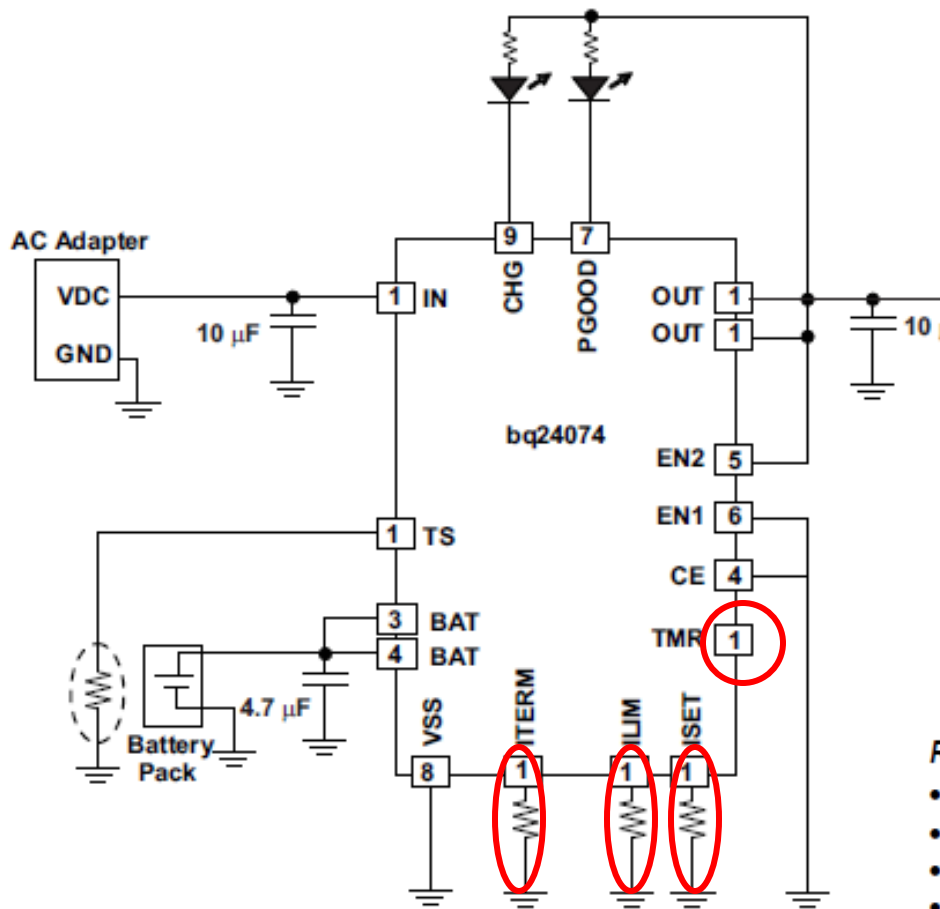 AC Adapter
VDC
GND
10 μF
9
7
CHG
PGOOD
1
IN
OUT
1
OUT
1
10
bq24074
EN2
5
EN1
6
CE
4
TMR
1
1
TS
3
BAT
4
BAT
4.7 μF
Battery
Pack
VSS
ITERM
ILIM
ISET
8
1
1
1